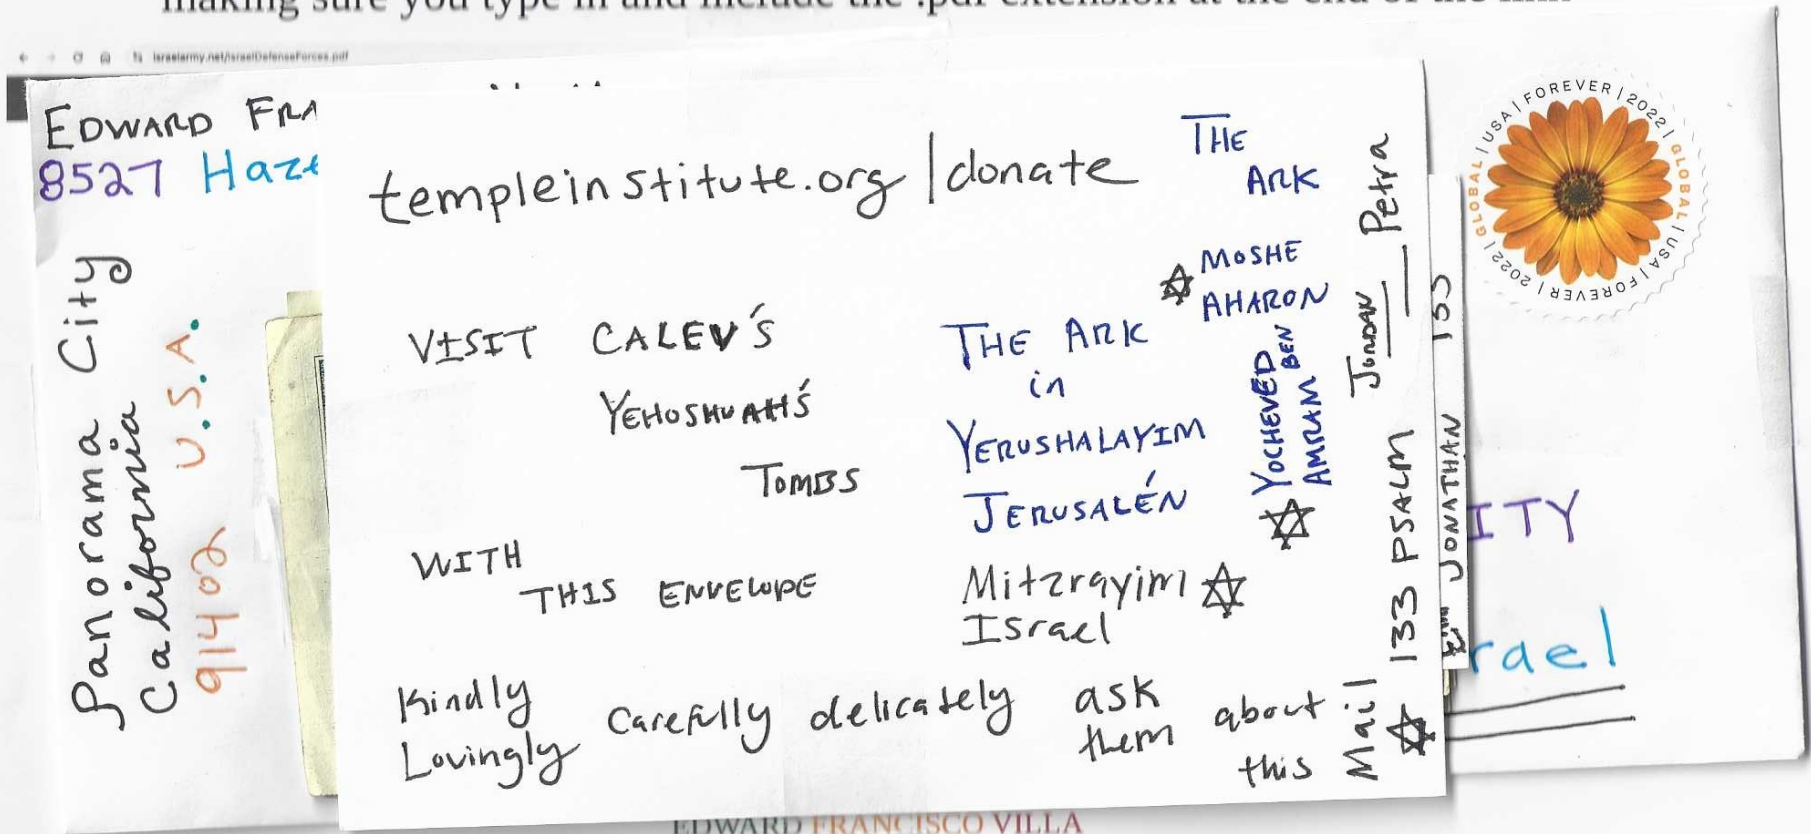 making sure you type in and include the .pdf extension at the end of the link
israelarmy.net/IsraelDefenseForces.pdf
EDWARD FRA
8527 Haze
Panorama City
California
91402 U.S.A.
templeinstitute.org/donate
THE
ARK
VISIT CALEV'S
YEHOSHUAH'S
TOMBS
WITH
THIS ENVELOPE
THE ARK
in
YERUSHALAYIM
JERUSALÉN
Mitzrayim
Israel
MOSHE
AHARON
YOCHEVED BEN
AMRAM
Kindly
Lovingly
Carefully delicately ask
them
about
this
Mail 133 PSALM Jordan Petra
JONATHAN 133
GLOBAL | USA | FOREVER | 2022 | GLOBAL | USA | FOREVER | 2022 |
ITY
rael
EDWARD FRANCISCO VILLA